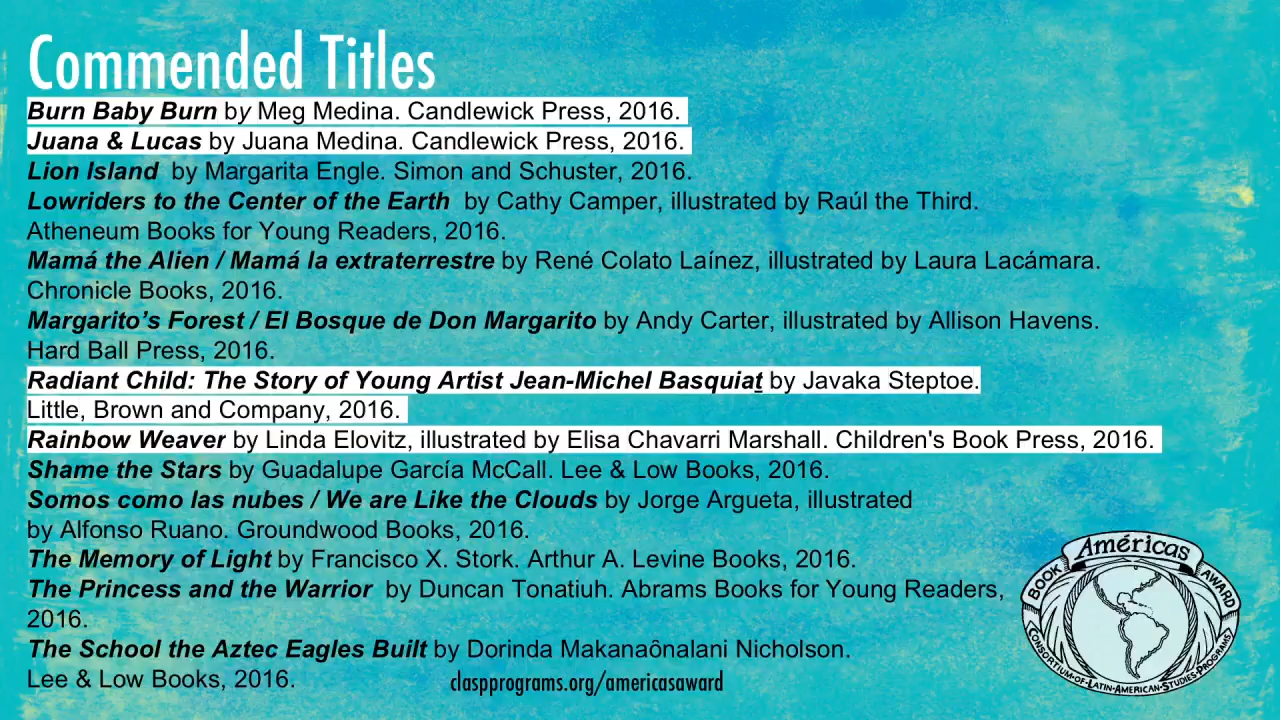 Commended Titles
Burn Baby Burn by Meg Medina. Candlewick Press, 2016.
Juana & Lucas by Juana Medina. Candlewick Press, 2016.
Lion Island by Margarita Engle. Simon and Schuster, 2016.
Lowriders to the Center of the Earth by Cathy Camper, illustrated by Raúl the Third.
Atheneum Books for Young Readers, 2016.
Mamá the Alien / Mamá la extraterrestre by René Colato Laínez, illustrated by Laura Lacámara.
Chronicle Books, 2016.
Margarito’s Forest / El Bosque de Don Margarito by Andy Carter, illustrated by Allison Havens.
Hard Ball Press, 2016.
Radiant Child: The Story of Young Artist Jean-Michel Basquiat by Javaka Steptoe.
Little, Brown and Company, 2016.
Rainbow Weaver by Linda Elovitz, illustrated by Elisa Chavarri Marshall. Children's Book Press, 2016.
Shame the Stars by Guadalupe García McCall. Lee & Low Books, 2016.
Somos como las nubes / We are Like the Clouds by Jorge Argueta, illustrated
by Alfonso Ruano. Groundwood Books, 2016.
The Memory of Light by Francisco X. Stork. Arthur A. Levine Books, 2016.
The Princess and the Warrior by Duncan Tonatiuh. Abrams Books for Young Readers,
2016.
The School the Aztec Eagles Built by Dorinda Makanaônalani Nicholson.
Lee & Low Books, 2016.
claspprograms.org/americasaward
Américas
BOOK AWARD
CONSORTIUM-OF-LATIN-AMERICAN-STUDIES-PROGRAMS